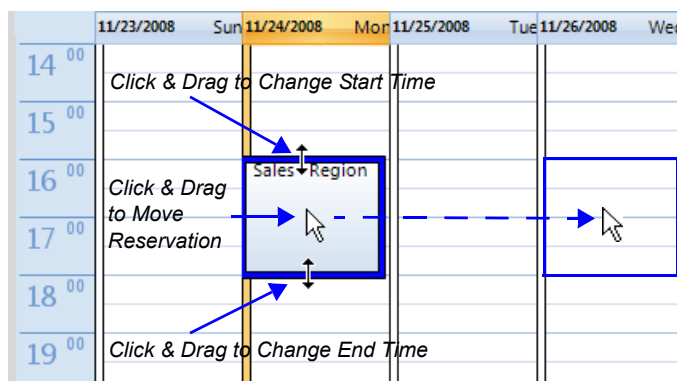 11/23/2008 Sun 11/24/2008 Mon 11/25/2008 Tue 11/26/2008 Wed
14 00
Click & Drag to Change Start Time
15 00
Sales Region
16 00
Click & Drag
to Move
Reservation
17 00
18 00
Click & Drag to Change End Time
19 00